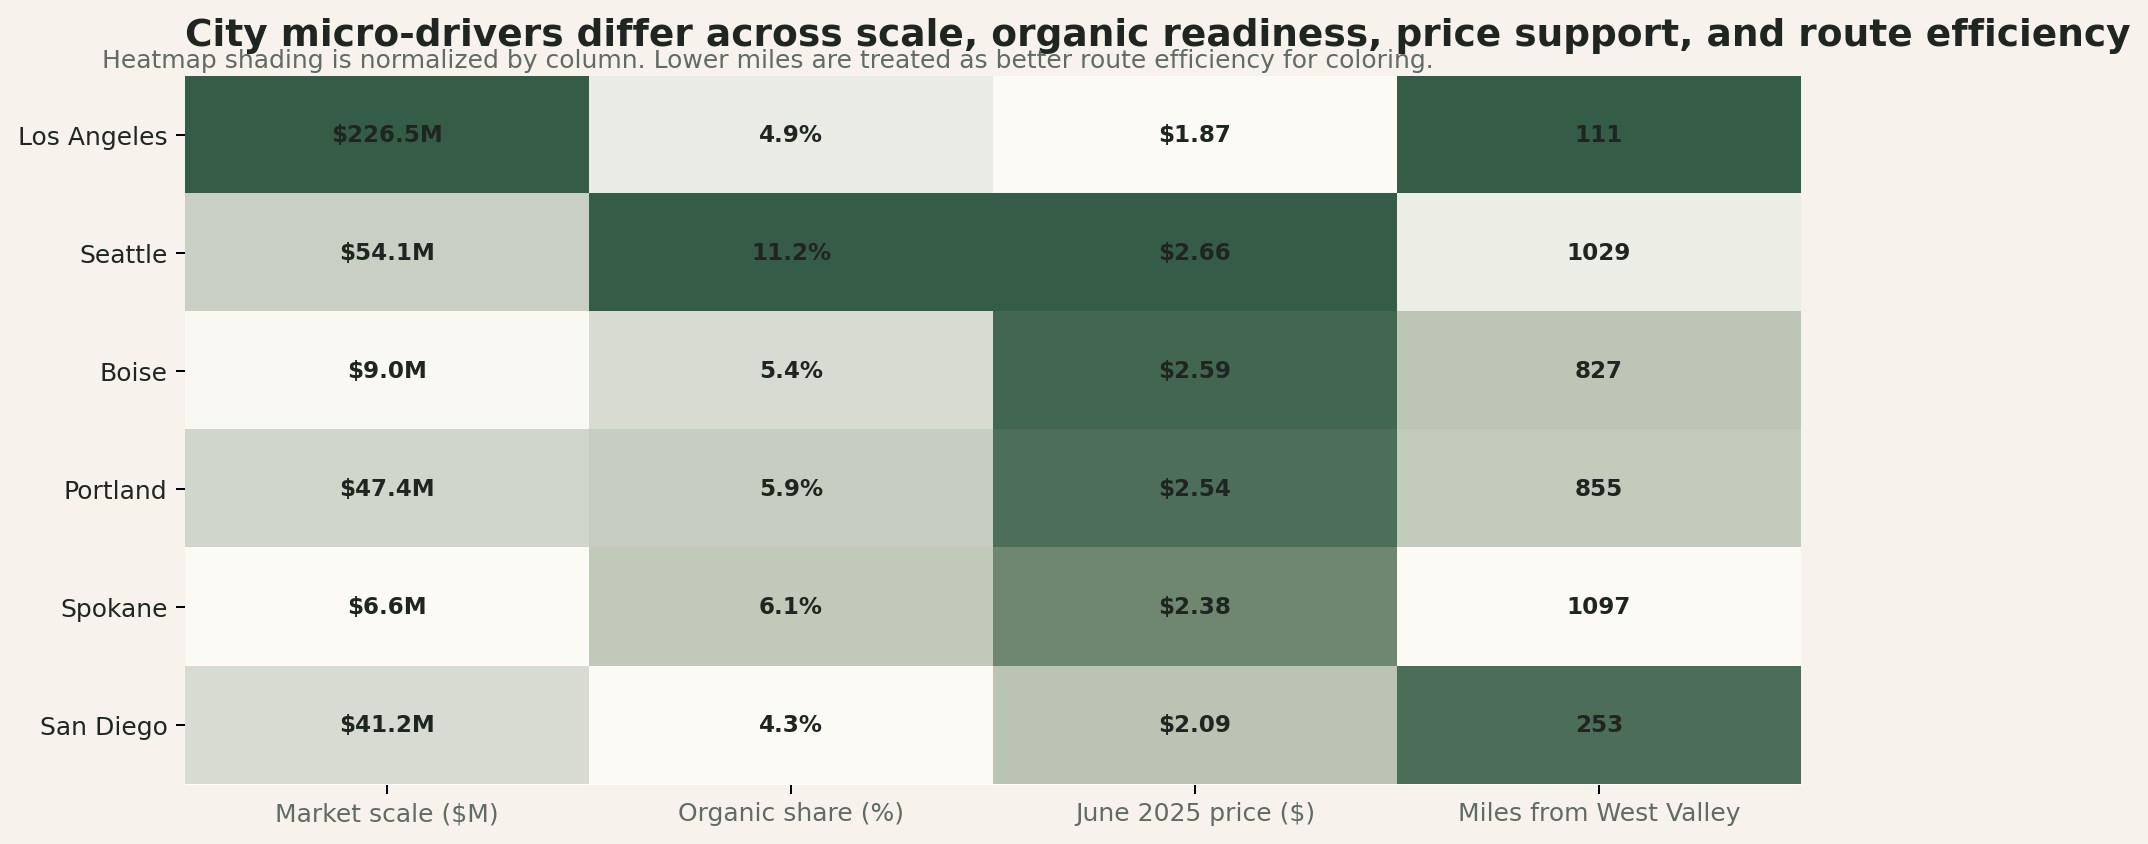 City micro-drivers differ across scale, organic readiness, price support, and route efficiency
Heatmap shading is normalized by column. Lower miles are treated as better route efficiency for coloring.
Los Angeles $226.5M 4.9% $1.87 111
Seattle $54.1M 11.2% $2.66 1029
Boise $9.0M 5.4% $2.59 827
Portland $47.4M 5.9% $2.54 855
Spokane $6.6M 6.1% $2.38 1097
San Diego $41.2M 4.3% $2.09 253
Market scale ($M) Organic share (%) June 2025 price ($) Miles from West Valley